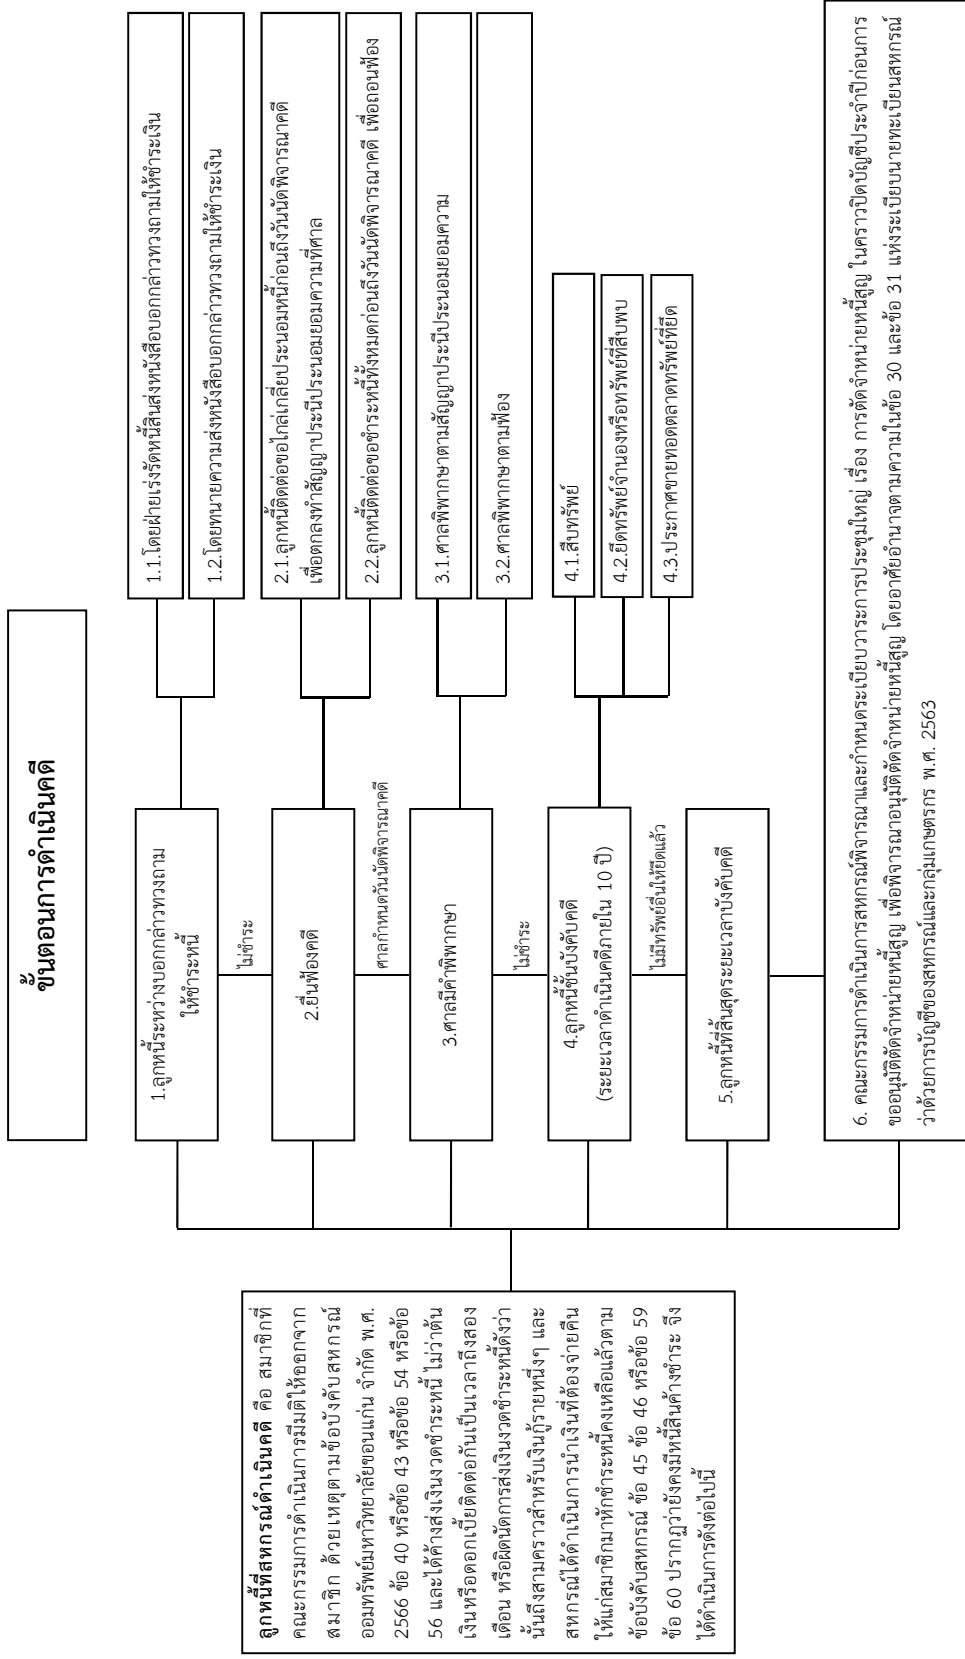 ขั้นตอนการดำเนินคดี
ลูกหนี้ที่สหกรณ์ดำเนินคดี คือ สมาชิกที่
คณะกรรมการดำเนินการมีมติให้ออกจาก
สมาชิก ด้วยเหตุตามข้อบังคับสหกรณ์
ออมทรัพย์มหาวิทยาลัยขอนแก่น จำกัด พ.ศ.
2566 ข้อ 40 หรือข้อ 43 หรือข้อ 54 หรือข้อ
56 และได้ค้างส่งเงินงวดชำระหนี้ ไม่ว่าต้น
เงินหรือดอกเบี้ยติดต่อกันเป็นเวลาถึงสอง
เดือน หรือผิดนัดการส่งเงินงวดชำระหนี้ดังว่า
นั้นถึงสามคราวสำหรับเงินกู้รายหนึ่งๆ และ
สหกรณ์ได้ดำเนินการนำเงินที่ต้องจ่ายคืน
ให้แก่สมาชิกมาหักชำระหนี้คงเหลือแล้วตาม
ข้อบังคับสหกรณ์ ข้อ 45 ข้อ 46 หรือข้อ 59
ข้อ 60 ปรากฏว่ายังคงมีหนี้สินค้างชำระ จึง
ได้ดำเนินการดังต่อไปนี้
1.ลูกหนี้ระหว่างบอกกล่าวทวงถาม
ให้ชำระหนี้
1.1.โดยฝ่ายเร่งรัดหนี้สินส่งหนังสือบอกกล่าวทวงถามให้ชำระเงิน
1.2.โดยทนายความส่งหนังสือบอกกล่าวทวงถามให้ชำระเงิน
ไม่ชำระ
2.ยื่นฟ้องคดี
2.1.ลูกหนี้ติดต่อขอไกล่เกลี่ยประนอมหนี้ก่อนถึงวันนัดพิจารณาคดี
เพื่อตกลงทำสัญญาประนีประนอมยอมความที่ศาล
2.2.ลูกหนี้ติดต่อขอชำระหนี้ทั้งหมดก่อนถึงวันนัดพิจารณาคดี เพื่อถอนฟ้อง
ศาลกำหนดวันนัดพิจารณาคดี
3.ศาลมีคำพิพากษา
3.1.ศาลพิพากษาตามสัญญาประนีประนอมยอมความ
3.2.ศาลพิพากษาตามฟ้อง
ไม่ชำระ
4.ลูกหนี้ชั้นบังคับคดี
(ระยะเวลาดำเนินคดีภายใน 10 ปี)
4.1.สืบทรัพย์
4.2.ยึดทรัพย์จำนองหรือทรัพย์ที่สืบพบ
4.3.ประกาศขายทอดตลาดทรัพย์ที่ยึด
ไม่มีทรัพย์อื่นให้ยึดแล้ว
5.ลูกหนี้ที่สิ้นสุดระยะเวลาบังคับคดี
6. คณะกรรมการดำเนินการสหกรณ์พิจารณาและกำหนดระเบียบวาระการประชุมใหญ่ เรื่อง การตัดจำหน่ายหนี้สูญ ในคราวปิดบัญชีประจำปีก่อนการ
ขออนุมัติตัดจำหน่ายหนี้สูญ เพื่อพิจารณาอนุมัติตัดจำหน่ายหนี้สูญ โดยอาศัยอำนาจตามความในข้อ 30 และข้อ 31 แห่งระเบียบนายทะเบียนสหกรณ์
ว่าด้วยการบัญชีของสหกรณ์และกลุ่มเกษตรกร พ.ศ. 2563